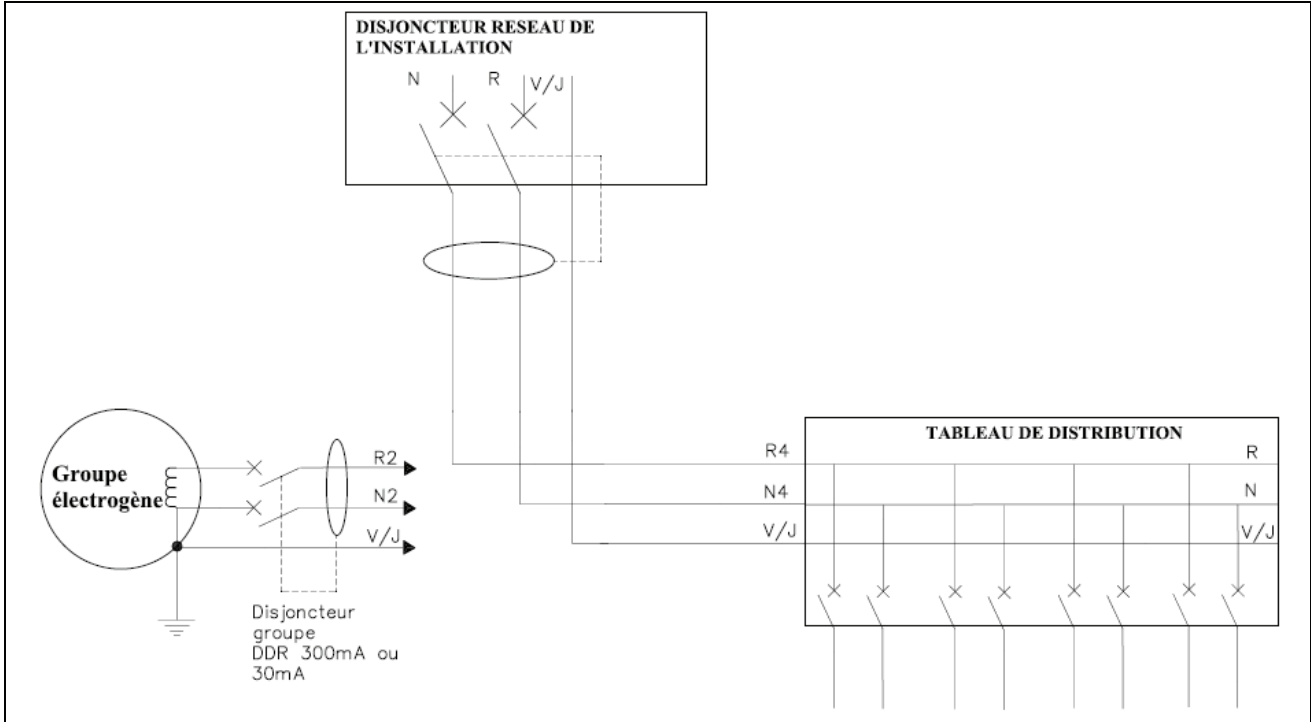 DISJONCTEUR RESEAU DE
L'INSTALLATION
N R V/J
TABLEAU DE DISTRIBUTION
R4 R
N4 N
V/J V/J
Groupe
électrogène
R2
N2
V/J
Disjoncteur
groupe
DDR 300mA ou
30mA